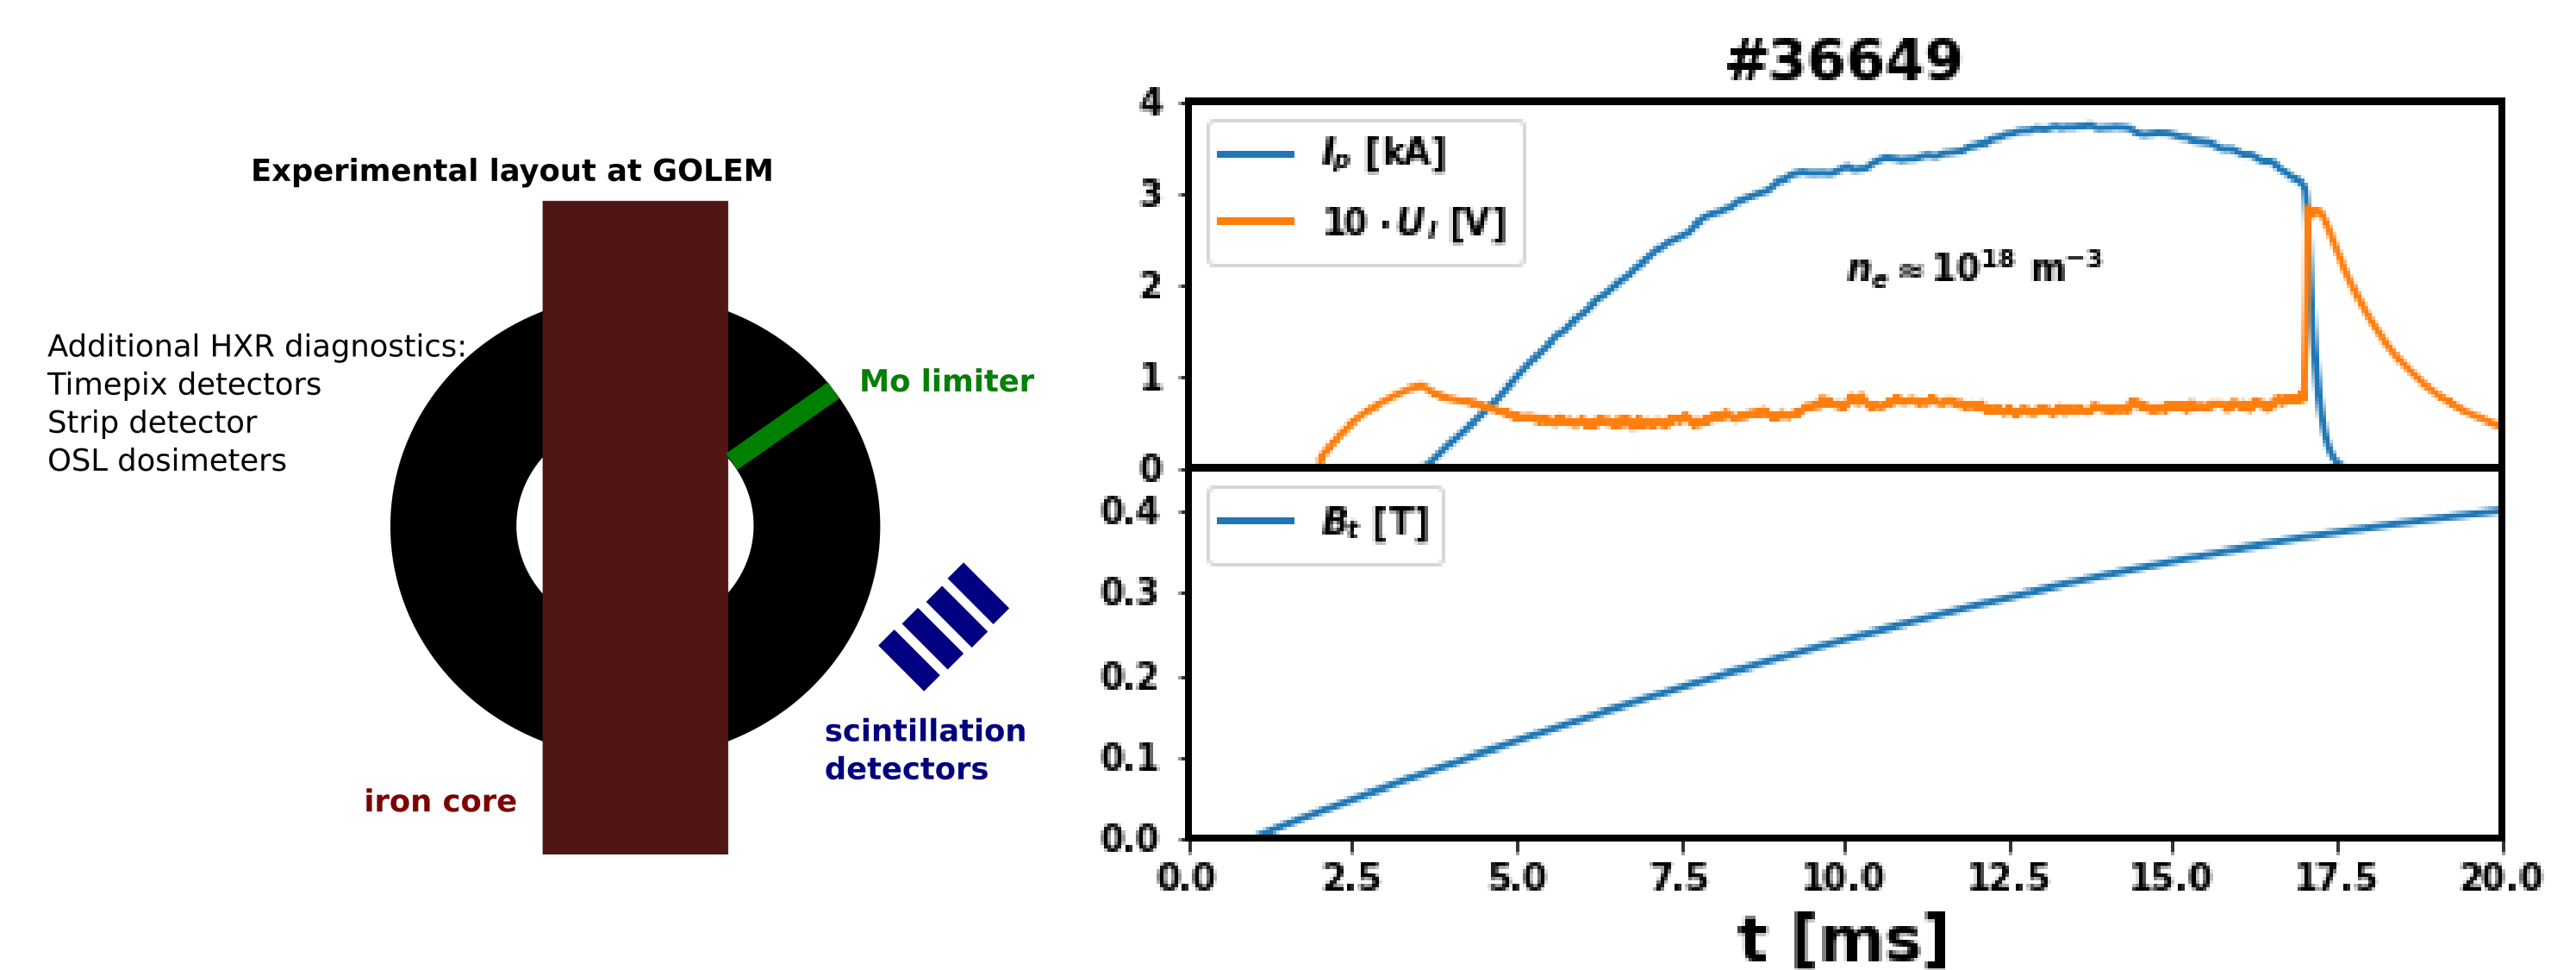 Experimental layout at GOLEM
Additional HXR diagnostics:
Timepix detectors
Strip detector
OSL dosimeters
Mo limiter
scintillation
detectors
iron core
#36649
4
3
2
1
0
I_p [kA]
10 · U_l [V]
n_e ≈ 10^18 m^−3
0.4
0.3
0.2
0.1
0.0
B_t [T]
0.0 2.5 5.0 7.5 10.0 12.5 15.0 17.5 20.0
t [ms]